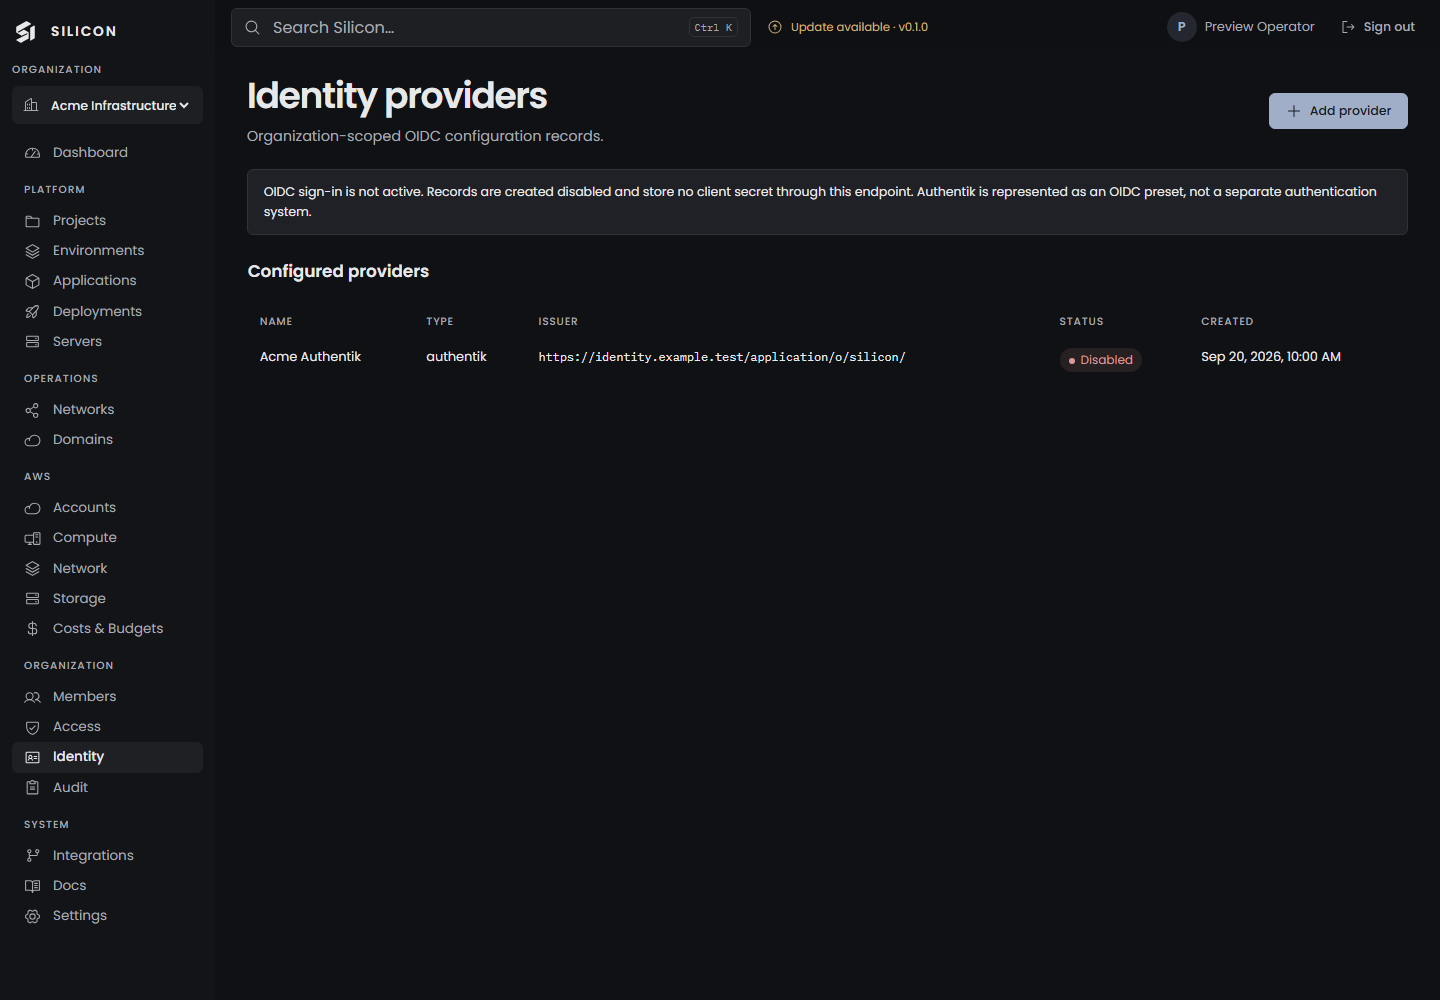 SILICON
ORGANIZATION
Acme Infrastructure
Dashboard
PLATFORM
Projects
Environments
Applications
Deployments
Servers
OPERATIONS
Networks
Domains
AWS
Accounts
Compute
Network
Storage
Costs & Budgets
ORGANIZATION
Members
Access
Identity
Audit
SYSTEM
Integrations
Docs
Settings
Search Silicon... Ctrl K
Update available · v0.1.0
P Preview Operator
Sign out
Identity providers
Organization-scoped OIDC configuration records.
Add provider
OIDC sign-in is not active. Records are created disabled and store no client secret through this endpoint. Authentik is represented as an OIDC preset, not a separate authentication
system.
Configured providers
NAME TYPE ISSUER STATUS CREATED
Acme Authentik authentik https://identity.example.test/application/o/silicon/ Disabled Sep 20, 2026, 10:00 AM